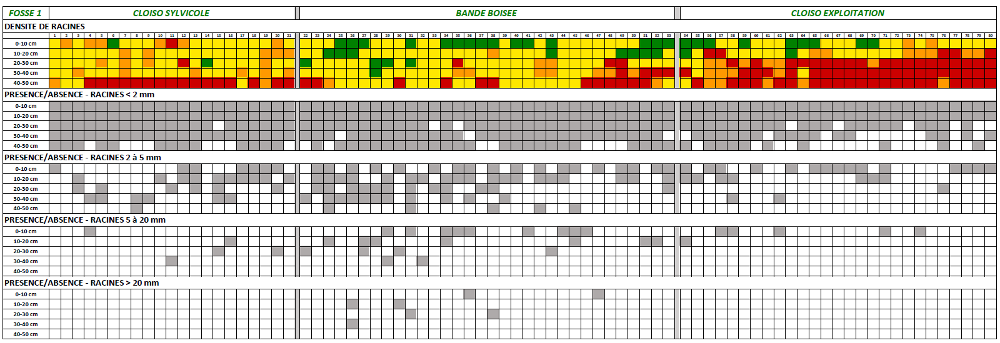 FOSSE 1 CLOISO SYLVICOLE BANDE BOISEE CLOISO EXPLOITATION
DENSITE DE RACINES
1 2 3 4 5 6 7 8 9 10 11 12 13 14 15 16 17 18 19 20 21 22 23 24 25 26 27 28 29 30 31 32 33 34 35 36 37 38 39 40 41 42 43 44 45 46 47 48 49 50 51 52 53 54 55 56 57 58 59 60 61 62 63 64 65 66 67 68 69 70 71 72 73 74 75 76 77 78 79 80
0-10 cm
10-20 cm
20-30 cm
30-40 cm
40-50 cm
PRESENCE/ABSENCE - RACINES < 2 mm
0-10 cm
10-20 cm
20-30 cm
30-40 cm
40-50 cm
PRESENCE/ABSENCE - RACINES 2 à 5 mm
0-10 cm
10-20 cm
20-30 cm
30-40 cm
40-50 cm
PRESENCE/ABSENCE - RACINES 5 à 20 mm
0-10 cm
10-20 cm
20-30 cm
30-40 cm
40-50 cm
PRESENCE/ABSENCE - RACINES > 20 mm
0-10 cm
10-20 cm
20-30 cm
30-40 cm
40-50 cm